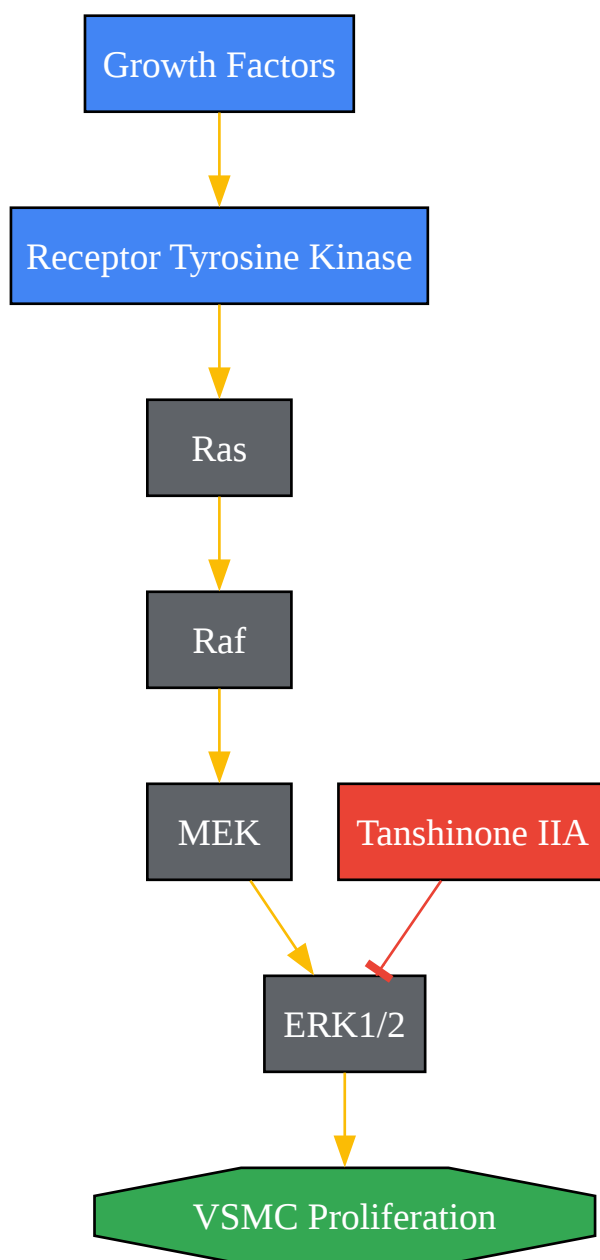 Growth Factors
Receptor Tyrosine Kinase
Ras
Raf
MEK
Tanshinone IIA
ERK1/2
VSMC Proliferation